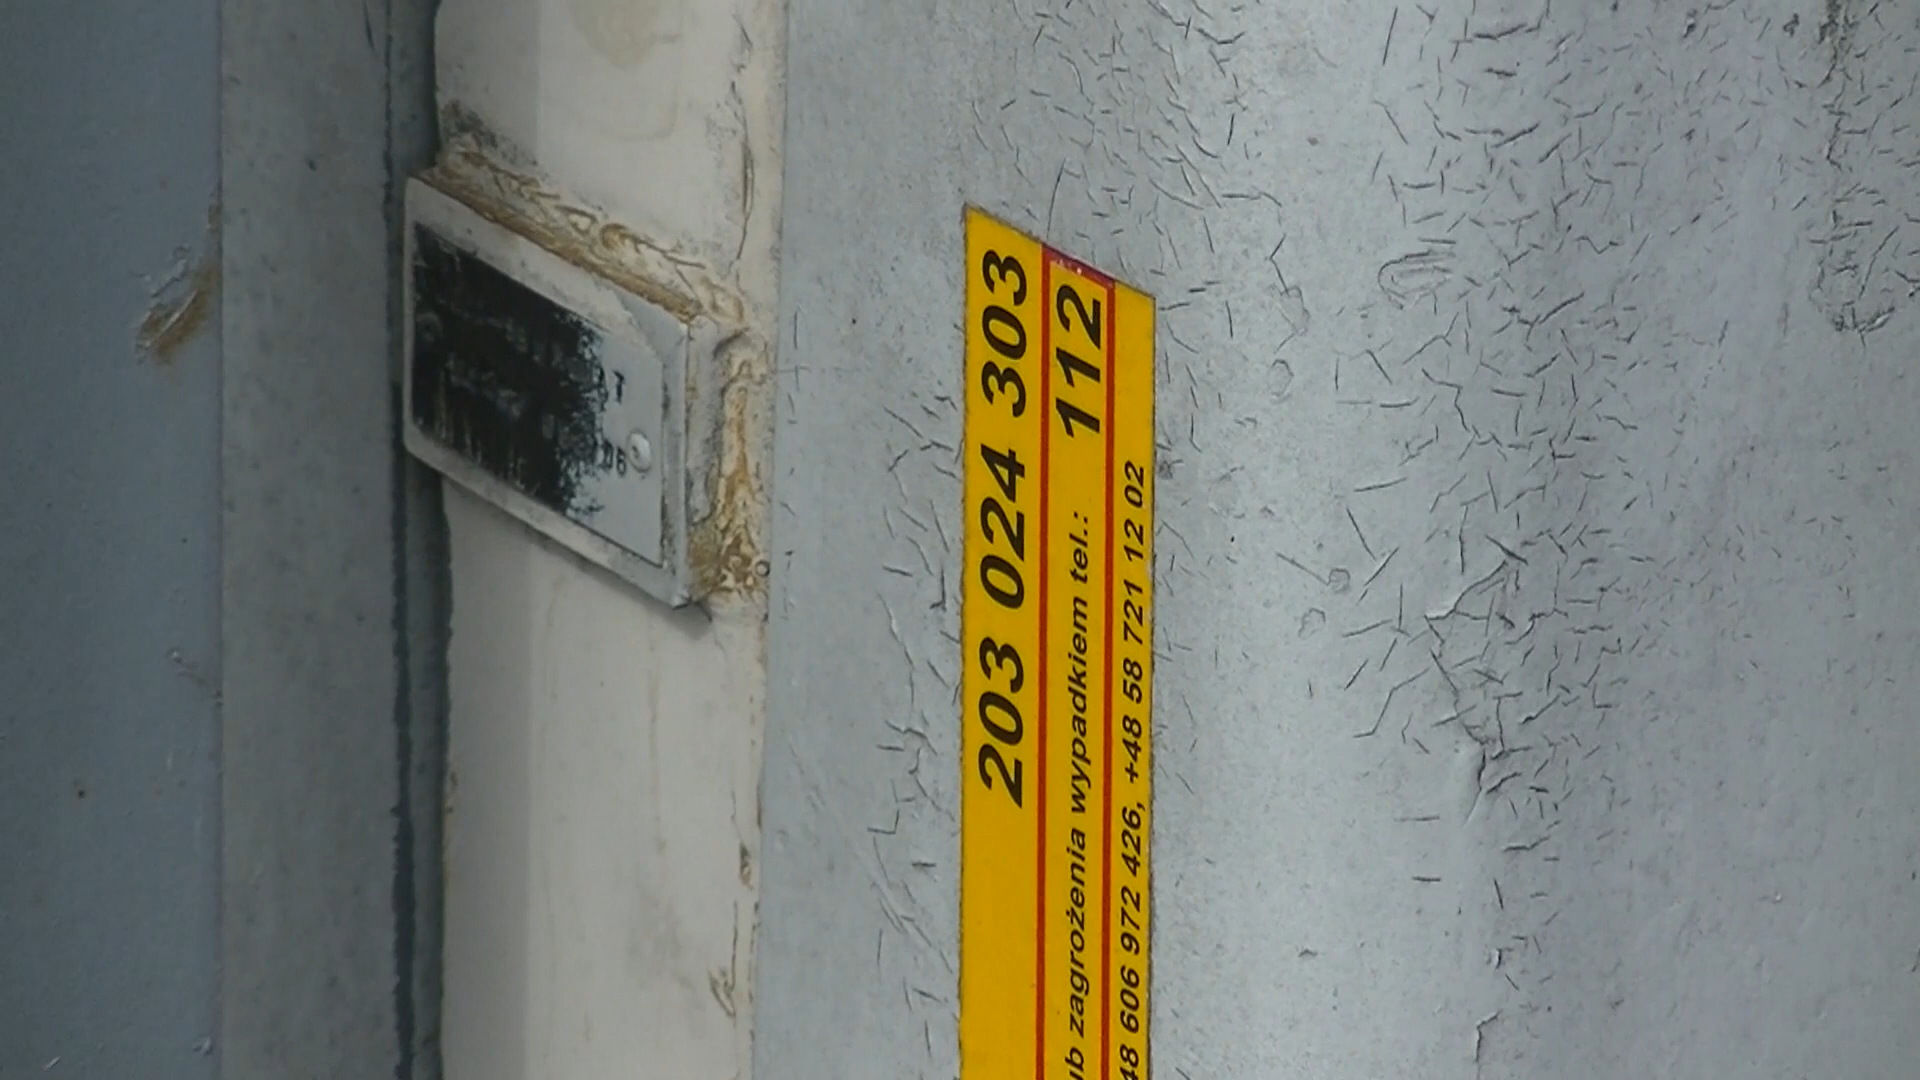 203 024 303
ub zagrożenia wypadkiem tel.: 112
48 606 972 426, +48 58 721 12 02